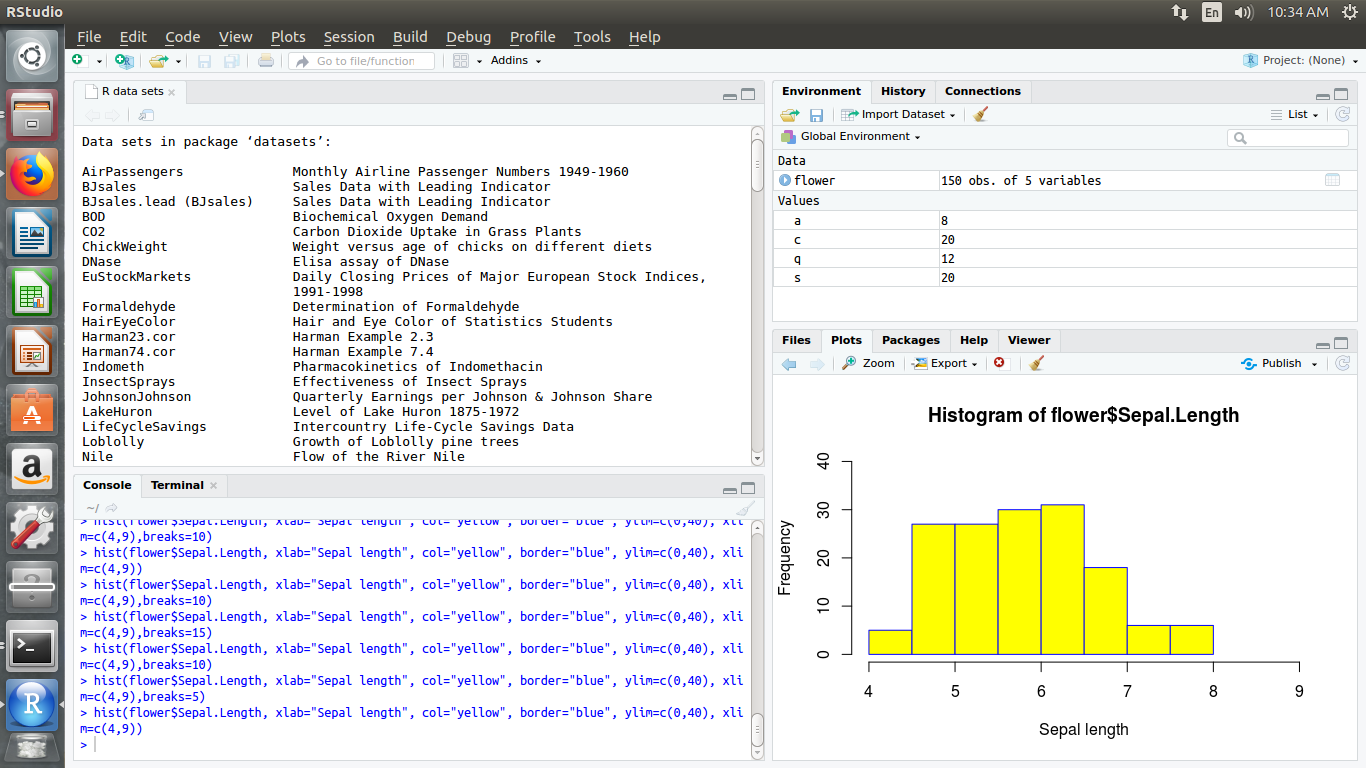 RStudio
En
10:34 AM
File Edit Code View Plots Session Build Debug Profile Tools Help
Go to file/function
Addins
Project: (None)
R data sets
Data sets in package ‘datasets’:
AirPassengers Monthly Airline Passenger Numbers 1949-1960
BJsales Sales Data with Leading Indicator
BJsales.lead (BJsales) Sales Data with Leading Indicator
BOD Biochemical Oxygen Demand
CO2 Carbon Dioxide Uptake in Grass Plants
ChickWeight Weight versus age of chicks on different diets
DNase Elisa assay of DNase
EuStockMarkets Daily Closing Prices of Major European Stock Indices,
1991-1998
Formaldehyde Determination of Formaldehyde
HairEyeColor Hair and Eye Color of Statistics Students
Harman23.cor Harman Example 2.3
Harman74.cor Harman Example 7.4
Indometh Pharmacokinetics of Indomethacin
InsectSprays Effectiveness of Insect Sprays
JohnsonJohnson Quarterly Earnings per Johnson & Johnson Share
LakeHuron Level of Lake Huron 1875-1972
LifeCycleSavings Intercountry Life-Cycle Savings Data
Loblolly Growth of Loblolly pine trees
Nile Flow of the River Nile
Console Terminal
~/
> hist(flower$Sepal.Length, xlab="Sepal length", col="yellow", border="blue", ylim=c(0,40), xli
m=c(4,9),breaks=10)
> hist(flower$Sepal.Length, xlab="Sepal length", col="yellow", border="blue", ylim=c(0,40), xli
m=c(4,9))
> hist(flower$Sepal.Length, xlab="Sepal length", col="yellow", border="blue", ylim=c(0,40), xli
m=c(4,9),breaks=10)
> hist(flower$Sepal.Length, xlab="Sepal length", col="yellow", border="blue", ylim=c(0,40), xli
m=c(4,9),breaks=15)
> hist(flower$Sepal.Length, xlab="Sepal length", col="yellow", border="blue", ylim=c(0,40), xli
m=c(4,9),breaks=10)
> hist(flower$Sepal.Length, xlab="Sepal length", col="yellow", border="blue", ylim=c(0,40), xli
m=c(4,9),breaks=5)
> hist(flower$Sepal.Length, xlab="Sepal length", col="yellow", border="blue", ylim=c(0,40), xli
m=c(4,9))
>
Environment History Connections
Import Dataset
List
Global Environment
Data
flower 150 obs. of 5 variables
Values
a 8
c 20
q 12
s 20
Files Plots Packages Help Viewer
Zoom Export Publish
Histogram of flower$Sepal.Length
Frequency
40
30
20
10
0
4 5 6 7 8 9
Sepal length